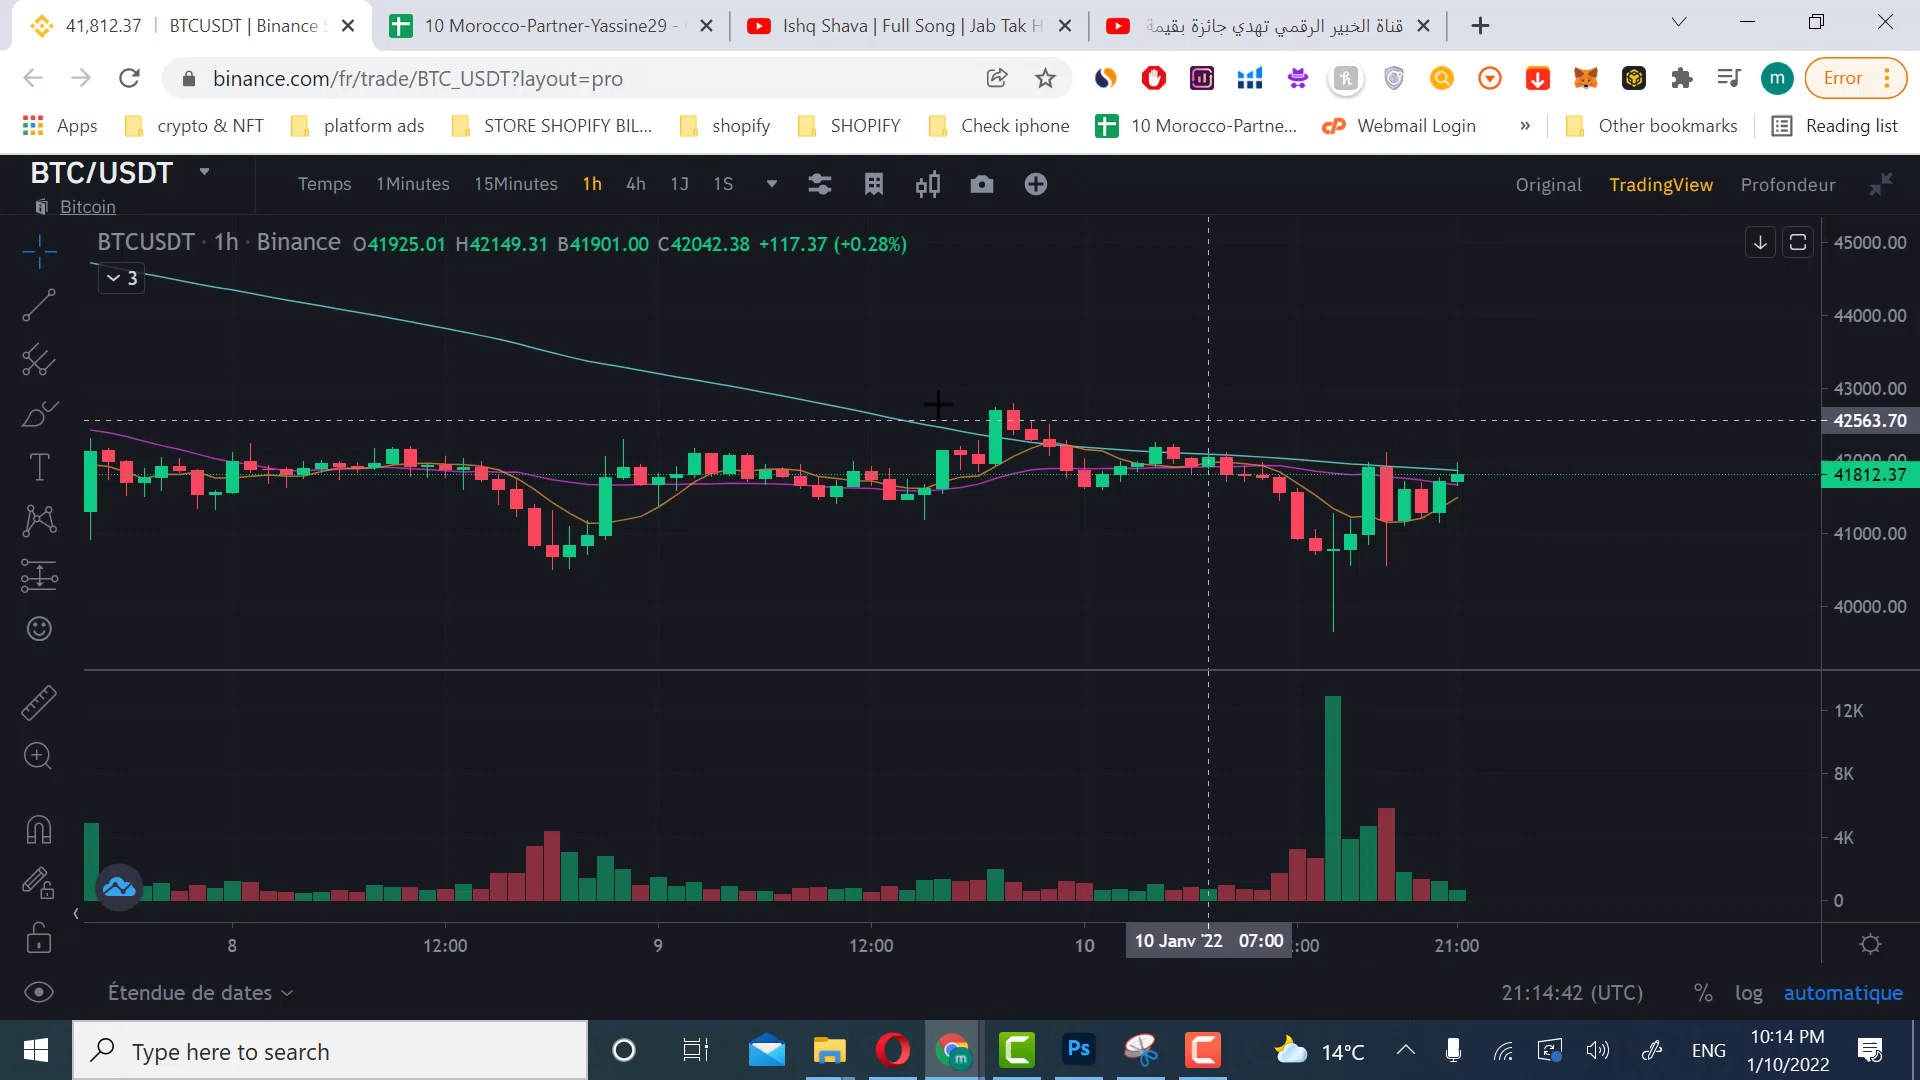 41,812.37 | BTCUSDT | Binance S
10 Morocco-Partner-Yassine29 -
Ishq Shava | Full Song | Jab Tak H
قناة الخبير الرقمي تهدي جائزة بقيمة
binance.com/fr/trade/BTC_USDT?layout=pro
m
Error
Apps
crypto & NFT
platform ads
STORE SHOPIFY BIL...
shopify
SHOPIFY
Check iphone
10 Morocco-Partne...
Webmail Login
»
Other bookmarks
Reading list
BTC/USDT
Bitcoin
Temps
1Minutes
15Minutes
1h
4h
1J
1S
Original
TradingView
Profondeur
BTCUSDT · 1h · Binance O41925.01 H42149.31 B41901.00 C42042.38 +117.37 (+0.28%)
3
45000.00
44000.00
43000.00
42563.70
42000.00
41812.37
41000.00
40000.00
12K
8K
4K
0
8
12:00
9
12:00
10
10 Janv '22 07:00
:00
21:00
Étendue de dates
21:14:42 (UTC)
%
log
automatique
Type here to search
m
Ps
14°C
ENG
10:14 PM
1/10/2022